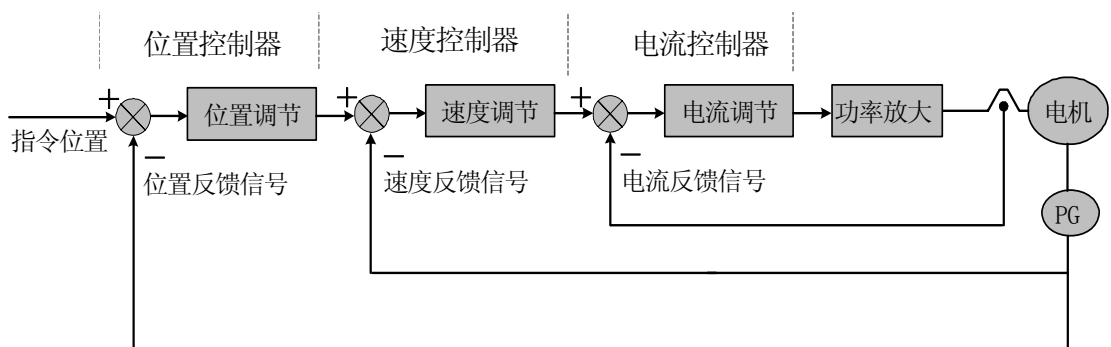 位置控制器
速度控制器
电流控制器
+
+
+
位置调节
速度调节
电流调节
功率放大
电机
指令位置
−
位置反馈信号
−
速度反馈信号
−
电流反馈信号
PG